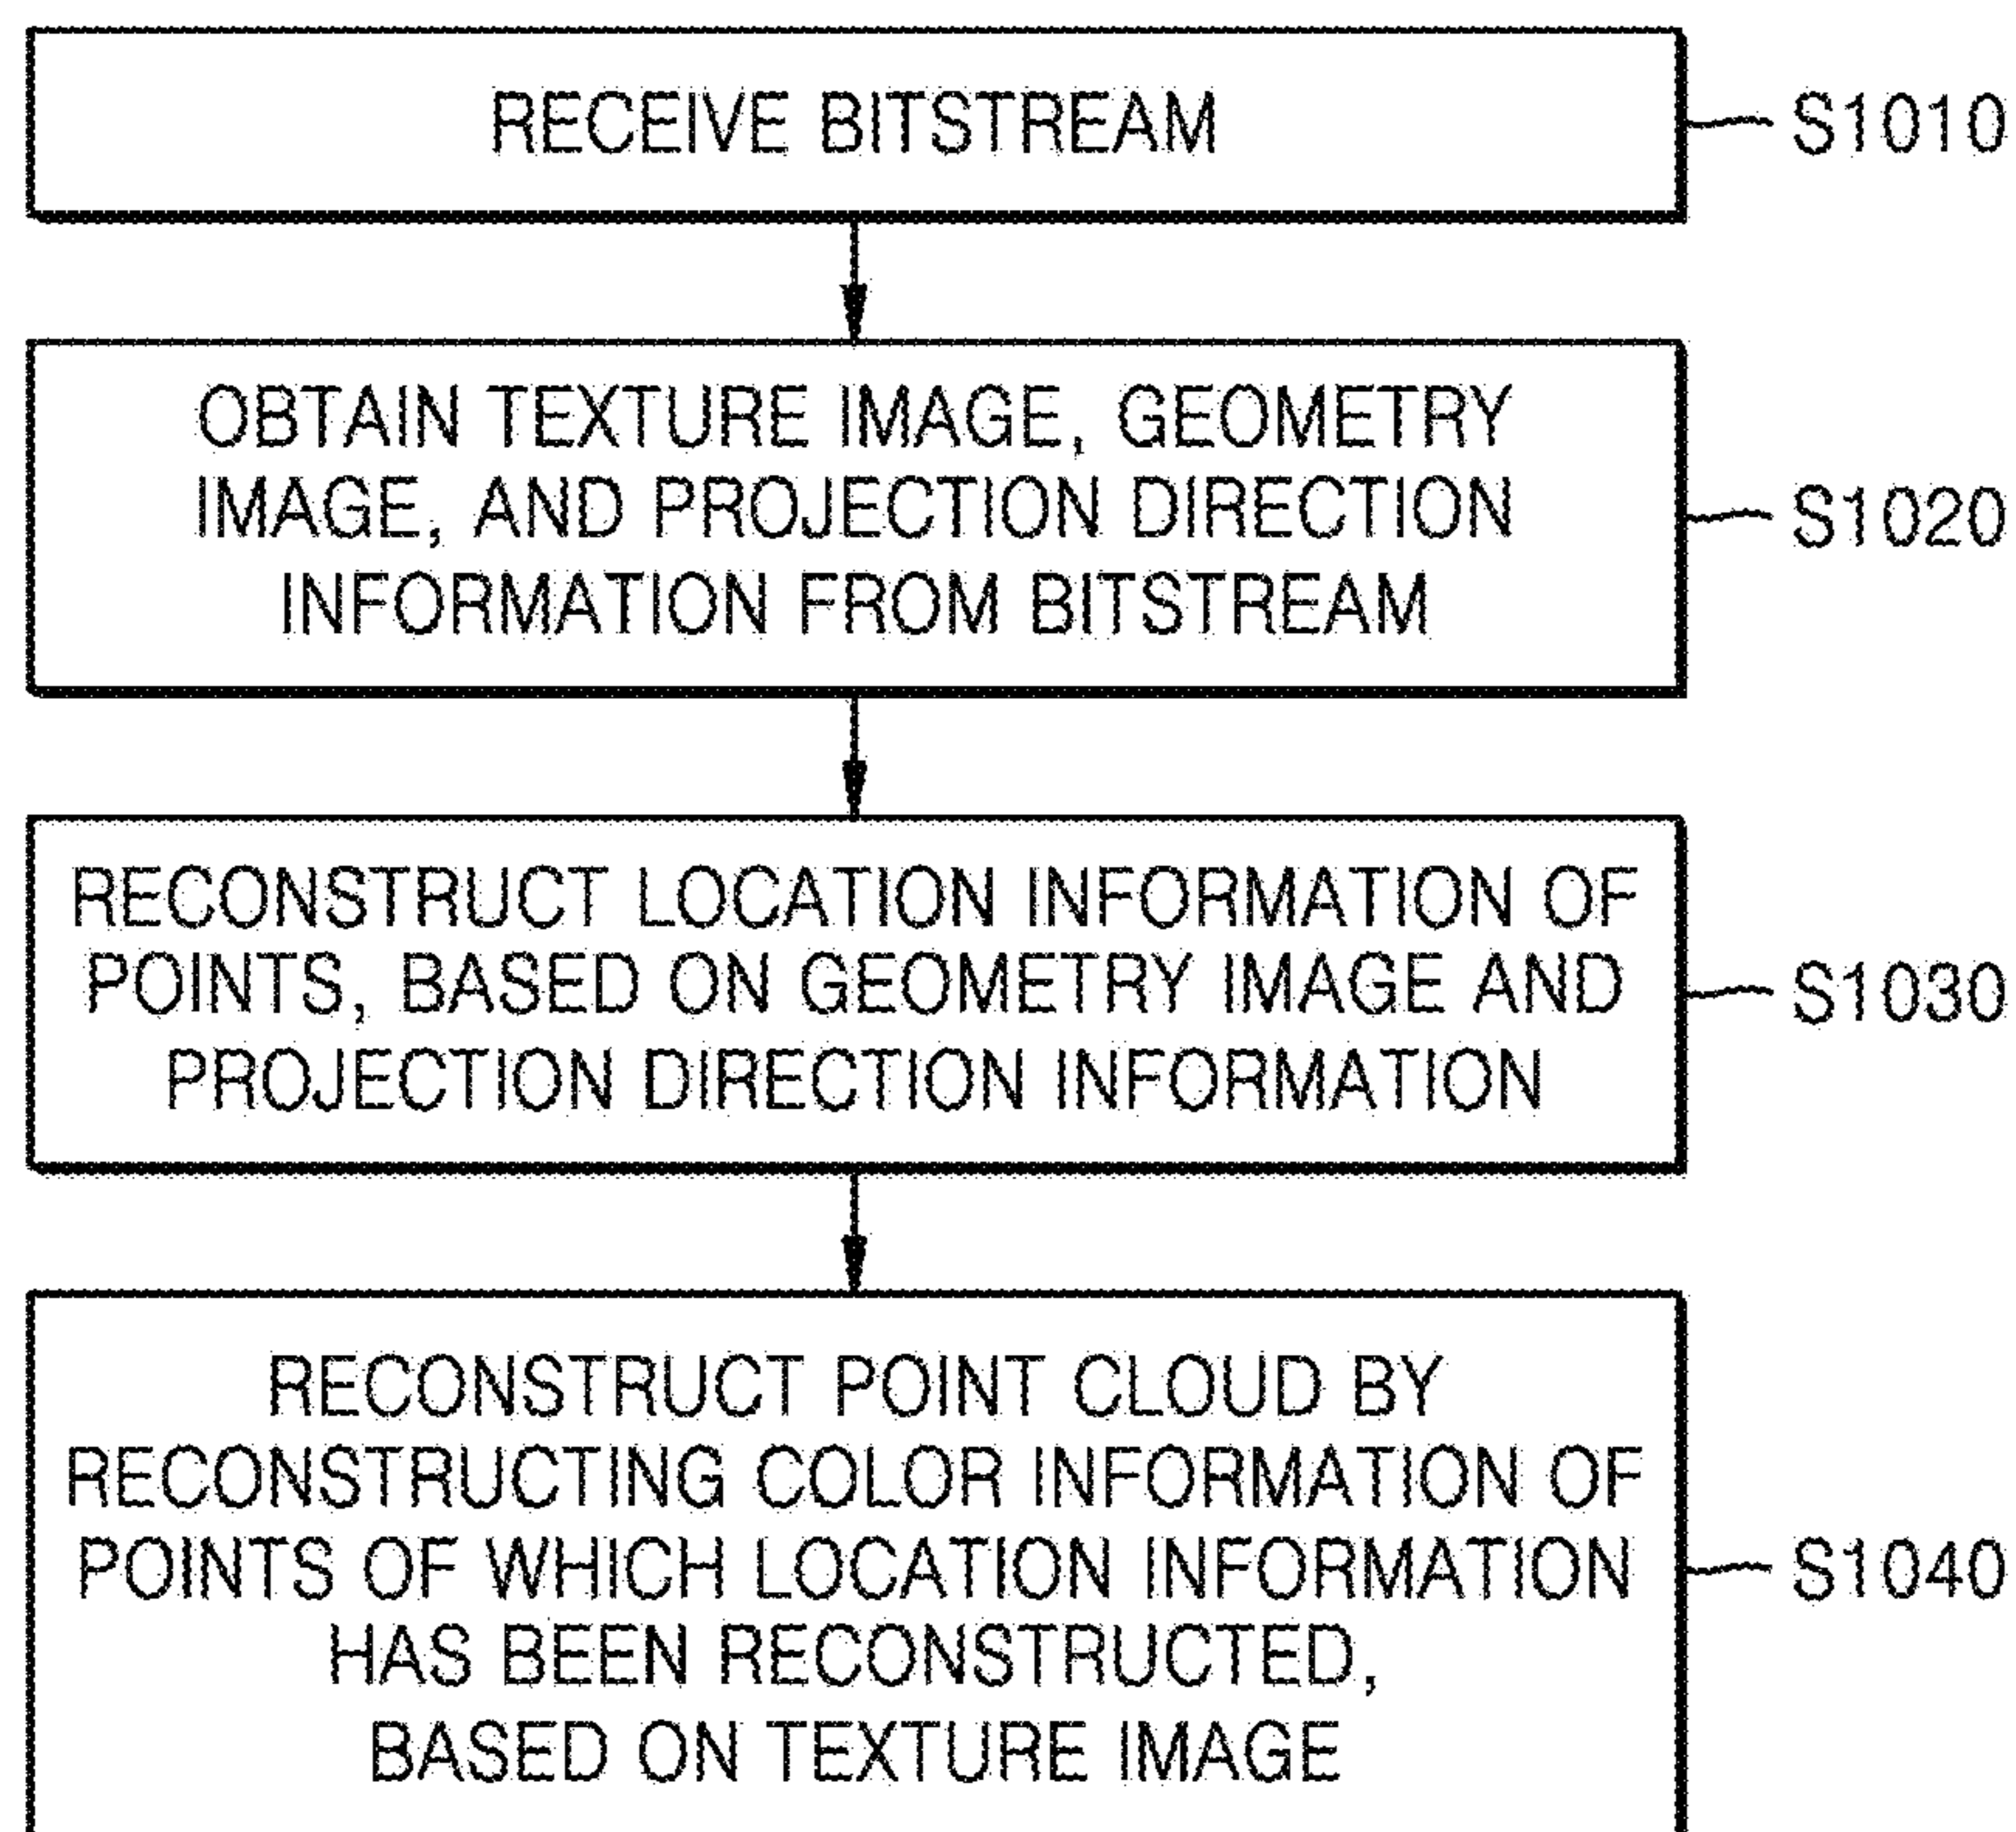 RECEIVE BITSTREAM
S1010
OBTAIN TEXTURE IMAGE, GEOMETRY
IMAGE, AND PROJECTION DIRECTION
INFORMATION FROM BITSTREAM
S1020
RECONSTRUCT LOCATION INFORMATION OF
POINTS, BASED ON GEOMETRY IMAGE AND
PROJECTION DIRECTION INFORMATION
S1030
RECONSTRUCT POINT CLOUD BY
RECONSTRUCTING COLOR INFORMATION OF
POINTS OF WHICH LOCATION INFORMATION
HAS BEEN RECONSTRUCTED,
BASED ON TEXTURE IMAGE
S1040